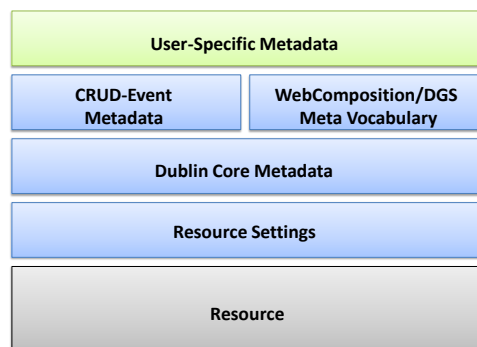 User-Specific Metadata
CRUD-Event
Metadata
WebComposition/DGS
Meta Vocabulary
Dublin Core Metadata
Resource Settings
Resource